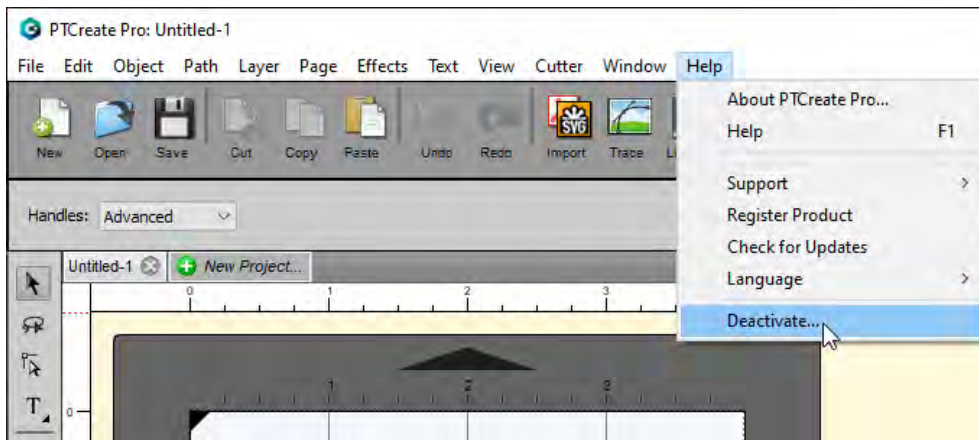 PTCreate Pro: Untitled-1
File Edit Object Path Layer Page Effects Text View Cutter Window Help
New Open Save Cut Copy Paste Undo Redo Import Trace
SVG
About PTCreate Pro...
Help F1
Support
Register Product
Check for Updates
Language
Deactivate...
Handles: Advanced
Untitled-1 New Project...
0 1 2 3
1 2 2
T
0